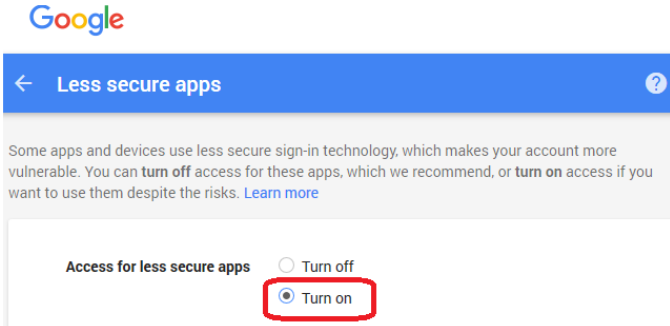 Google
Less secure apps
Some apps and devices use less secure sign-in technology, which makes your account more
vulnerable. You can turn off access for these apps, which we recommend, or turn on access if you
want to use them despite the risks. Learn more
Access for less secure apps
Turn off
Turn on